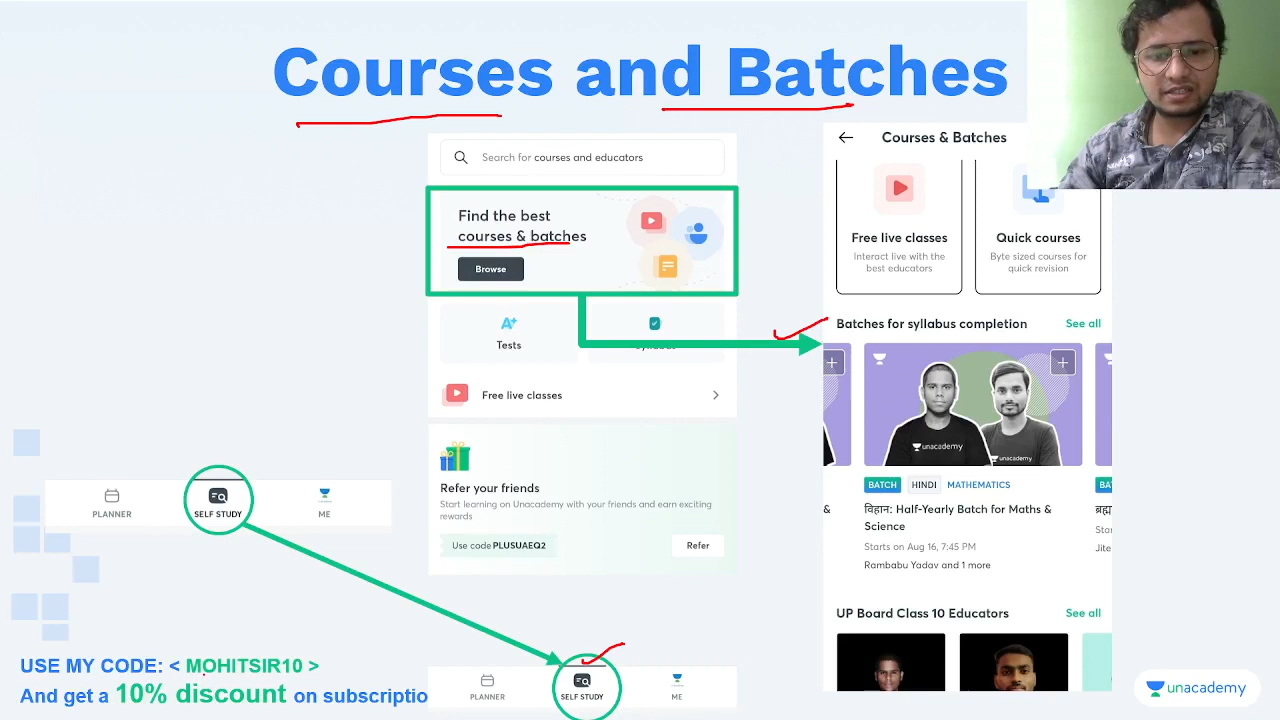 Courses and Batches
Search for courses and educators
Find the best
courses & batches
Browse
Tests
Free live classes
Refer your friends
Start learning on Unacademy with your friends and earn exciting
rewards
Use code PLUSUAEQ2
Refer
PLANNER
SELF STUDY
ME
PLANNER
SELF STUDY
ME
Courses & Batches
Free live classes
Interact live with the
best educators
Quick courses
Byte sized courses for
quick revision
Batches for syllabus completion
See all
unacademy
unacademy
BATCH HINDI MATHEMATICS
विहान: Half-Yearly Batch for Maths &
Science
Starts on Aug 16, 7:45 PM
Rambabu Yadav and 1 more
UP Board Class 10 Educators
See all
USE MY CODE: < MOHITSIR10 >
And get a 10% discount on subscriptio
unacademy